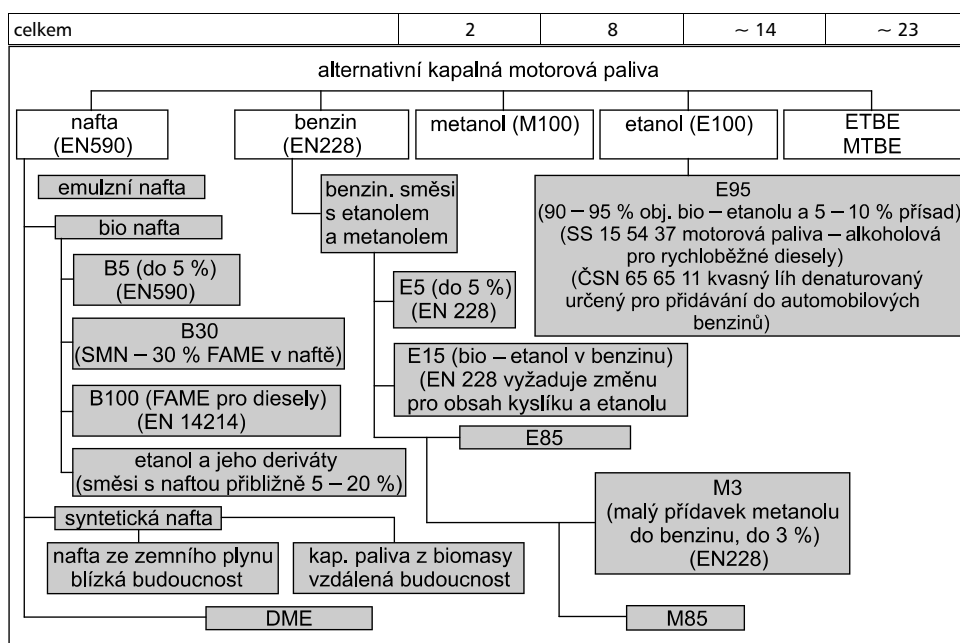 celkem 2 8 ~ 14 ~ 23
alternativní kapalná motorová paliva
nafta
(EN590)
benzin
(EN228)
metanol (M100)
etanol (E100)
ETBE
MTBE
emulzní nafta
bio nafta
B5 (do 5 %)
(EN590)
B30
(SMN – 30 % FAME v naftě)
B100 (FAME pro diesely)
(EN 14214)
etanol a jeho deriváty
(směsi s naftou přibližně 5 – 20 %)
syntetická nafta
nafta ze zemního plynu
blízká budoucnost
kap. paliva z biomasy
vzdálená budoucnost
DME
benzin. směsi
s etanolem
a metanolem
E5 (do 5 %)
(EN 228)
E15 (bio – etanol v benzinu)
(EN 228 vyžaduje změnu
pro obsah kyslíku a etanolu
E85
M3
(malý přídavek metanolu
do benzinu, do 3 %)
(EN228)
M85
E95
(90 – 95 % obj. bio – etanolu a 5 – 10 % přísad)
(SS 15 54 37 motorová paliva – alkoholová
pro rychloběžné diesely)
(ČSN 65 65 11 kvasný líh denaturovaný
určený pro přidávání do automobilových
benzinů)